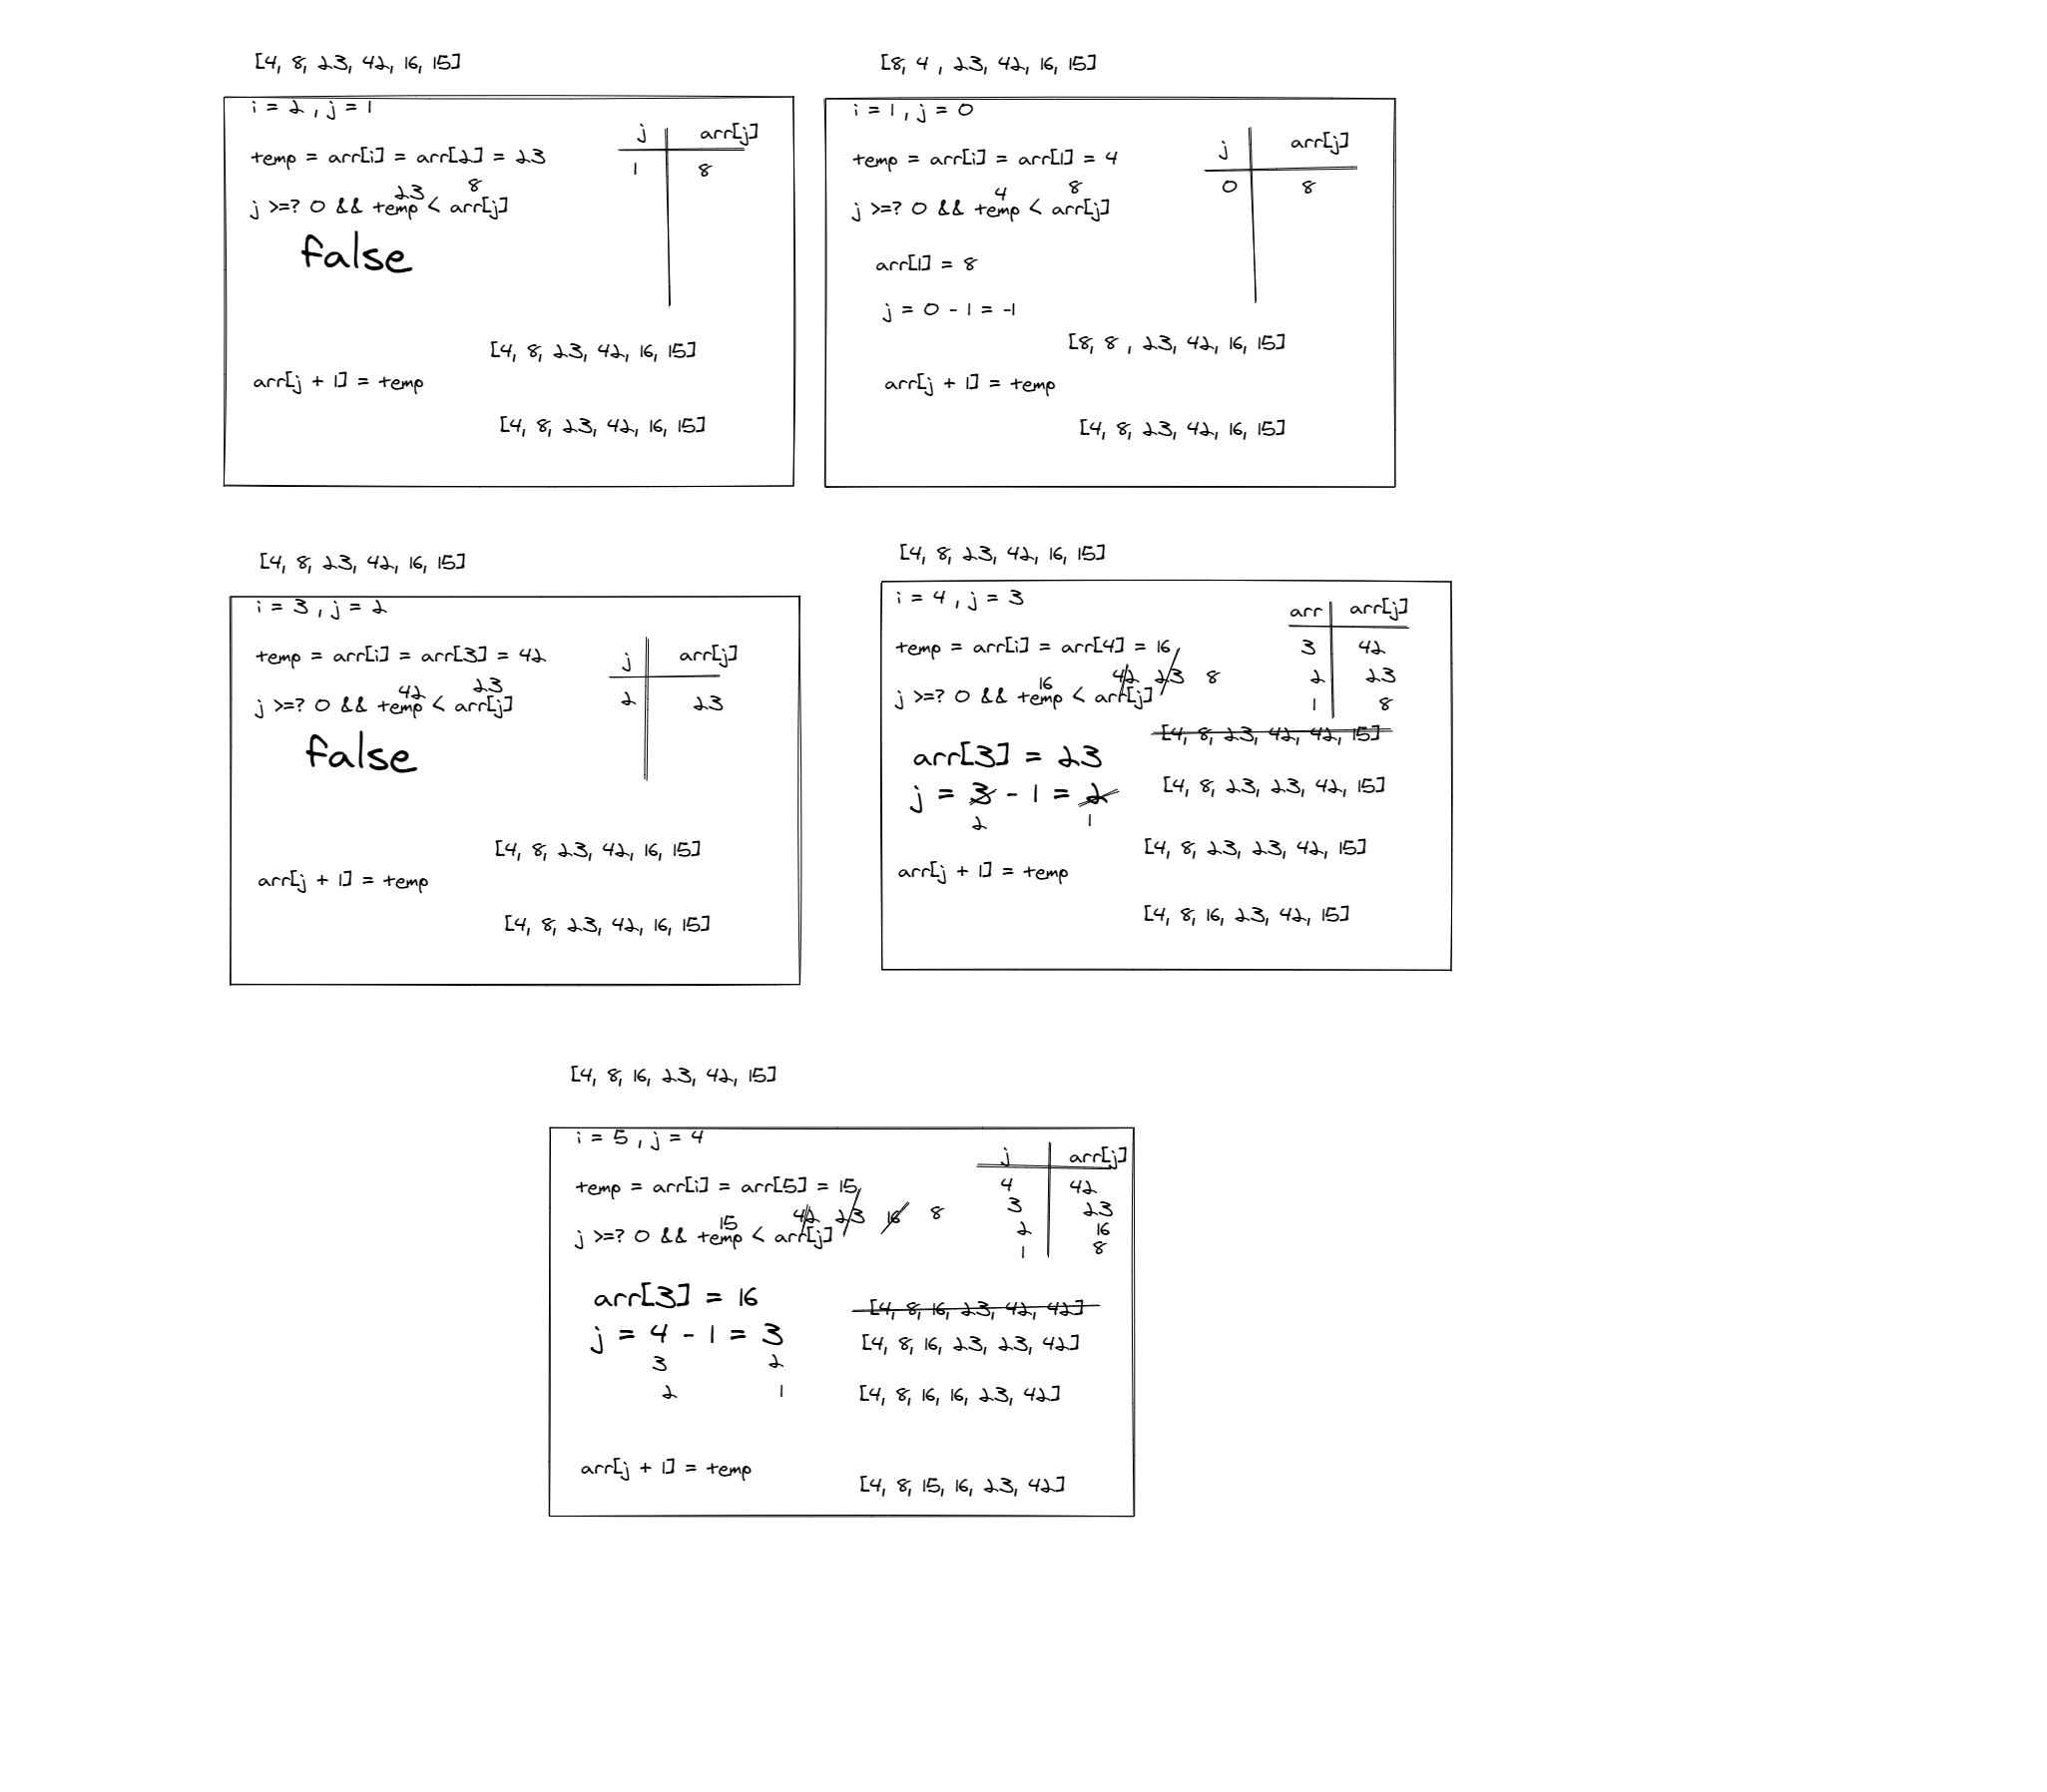 [4, 8, 23, 42, 16, 15]
i = 2 , j = 1
j arr[j]
temp = arr[i] = arr[2] = 23
1 8
23 8
j >=? 0 && temp < arr[j]
false
[4, 8, 23, 42, 16, 15]
arr[j + 1] = temp
[4, 8, 23, 42, 16, 15]
[8, 4 , 23, 42, 16, 15]
i = 1 , j = 0
j arr[j]
temp = arr[i] = arr[1] = 4
0 8
4 8
j >=? 0 && temp < arr[j]
arr[1] = 8
j = 0 - 1 = -1
[8, 8 , 23, 42, 16, 15]
arr[j + 1] = temp
[4, 8, 23, 42, 16, 15]
[4, 8, 23, 42, 16, 15]
i = 3 , j = 2
temp = arr[i] = arr[3] = 42
j arr[j]
42 23
j >=? 0 && temp < arr[j]
2 23
false
[4, 8, 23, 42, 16, 15]
arr[j + 1] = temp
[4, 8, 23, 42, 16, 15]
[4, 8, 23, 42, 16, 15]
i = 4 , j = 3
arr arr[j]
temp = arr[i] = arr[4] = 16
3 42
16 42 23 8
2 23
j >=? 0 && temp < arr[j]
1 8
[4, 8, 23, 42, 42, 15]
arr[3] = 23
[4, 8, 23, 23, 42, 15]
j = 3 - 1 = 2
2 1
[4, 8, 23, 23, 42, 15]
arr[j + 1] = temp
[4, 8, 16, 23, 42, 15]
[4, 8, 16, 23, 42, 15]
i = 5 , j = 4
j arr[j]
temp = arr[i] = arr[5] = 15
4 42
3 23
15 42 23 16 8
2 16
j >=? 0 && temp < arr[j]
1 8
arr[3] = 16
[4, 8, 16, 23, 42, 42]
j = 4 - 1 = 3
[4, 8, 16, 23, 23, 42]
3 2
2 1
[4, 8, 16, 16, 23, 42]
arr[j + 1] = temp
[4, 8, 15, 16, 23, 42]